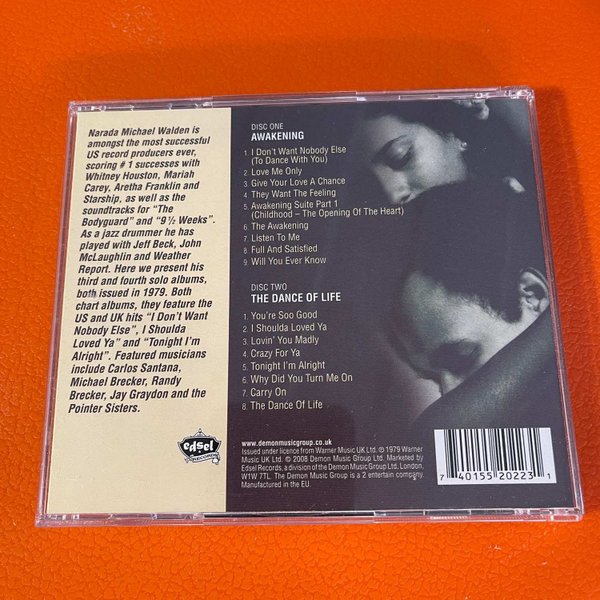 Narada Michael Walden is
amongst the most successful
US record producers ever,
scoring # 1 successes with
Whitney Houston, Mariah
Carey, Aretha Franklin and
Starship, as well as the
soundtracks for “The
Bodyguard” and “9 ½ Weeks”.
As a jazz drummer he has
played with Jeff Beck, John
McLaughlin and Weather
Report. Here we present his
third and fourth solo albums,
both issued in 1979. Both
chart albums, they feature the
US and UK hits “I Don’t Want
Nobody Else”, I Shoulda
Loved Ya” and “Tonight I’m
Alright”. Featured musicians
include Carlos Santana,
Michael Brecker, Randy
Brecker, Jay Graydon and the
Pointer Sisters.
edsel
RECORDS
DISC ONE
AWAKENING
1. I Don’t Want Nobody Else
(To Dance With You)
2. Love Me Only
3. Give Your Love A Chance
4. They Want The Feeling
5. Awakening Suite Part 1
(Childhood – The Opening Of The Heart)
6. The Awakening
7. Listen To Me
8. Full And Satisfied
9. Will You Ever Know
DISC TWO
THE DANCE OF LIFE
1. You’re Soo Good
2. I Shoulda Loved Ya
3. Lovin’ You Madly
4. Crazy For Ya
5. Tonight I’m Alright
6. Why Did You Turn Me On
7. Carry On
8. The Dance Of Life
www.demonmusicgroup.co.uk
Issued under licence from Warner Music UK Ltd. ℗ 1979 Warner
Music UK Ltd. © 2008 Demon Music Group Ltd. Marketed by
Edsel Records, a division of the Demon Music Group Ltd, London,
W1W 7TL. The Demon Music Group is a 2 entertain company.
Manufactured in the EU.
7 40155 20223 1